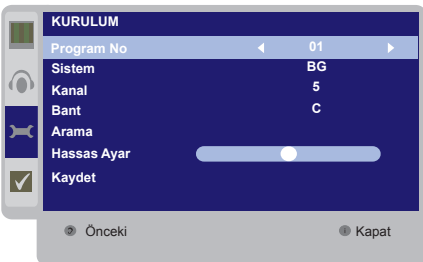 KURULUM
Program No 01
Sistem BG
Kanal 5
Bant C
Arama
Hassas Ayar
Kaydet
Önceki Kapat